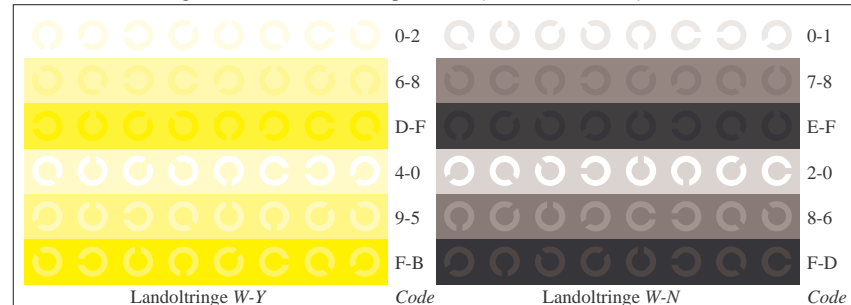 0-2 0-1
6-8 7-8
D-F E-F
4-0 2-0
9-5 8-6
F-B F-D
Landoltringe W-Y Code Landoltringe W-N Code